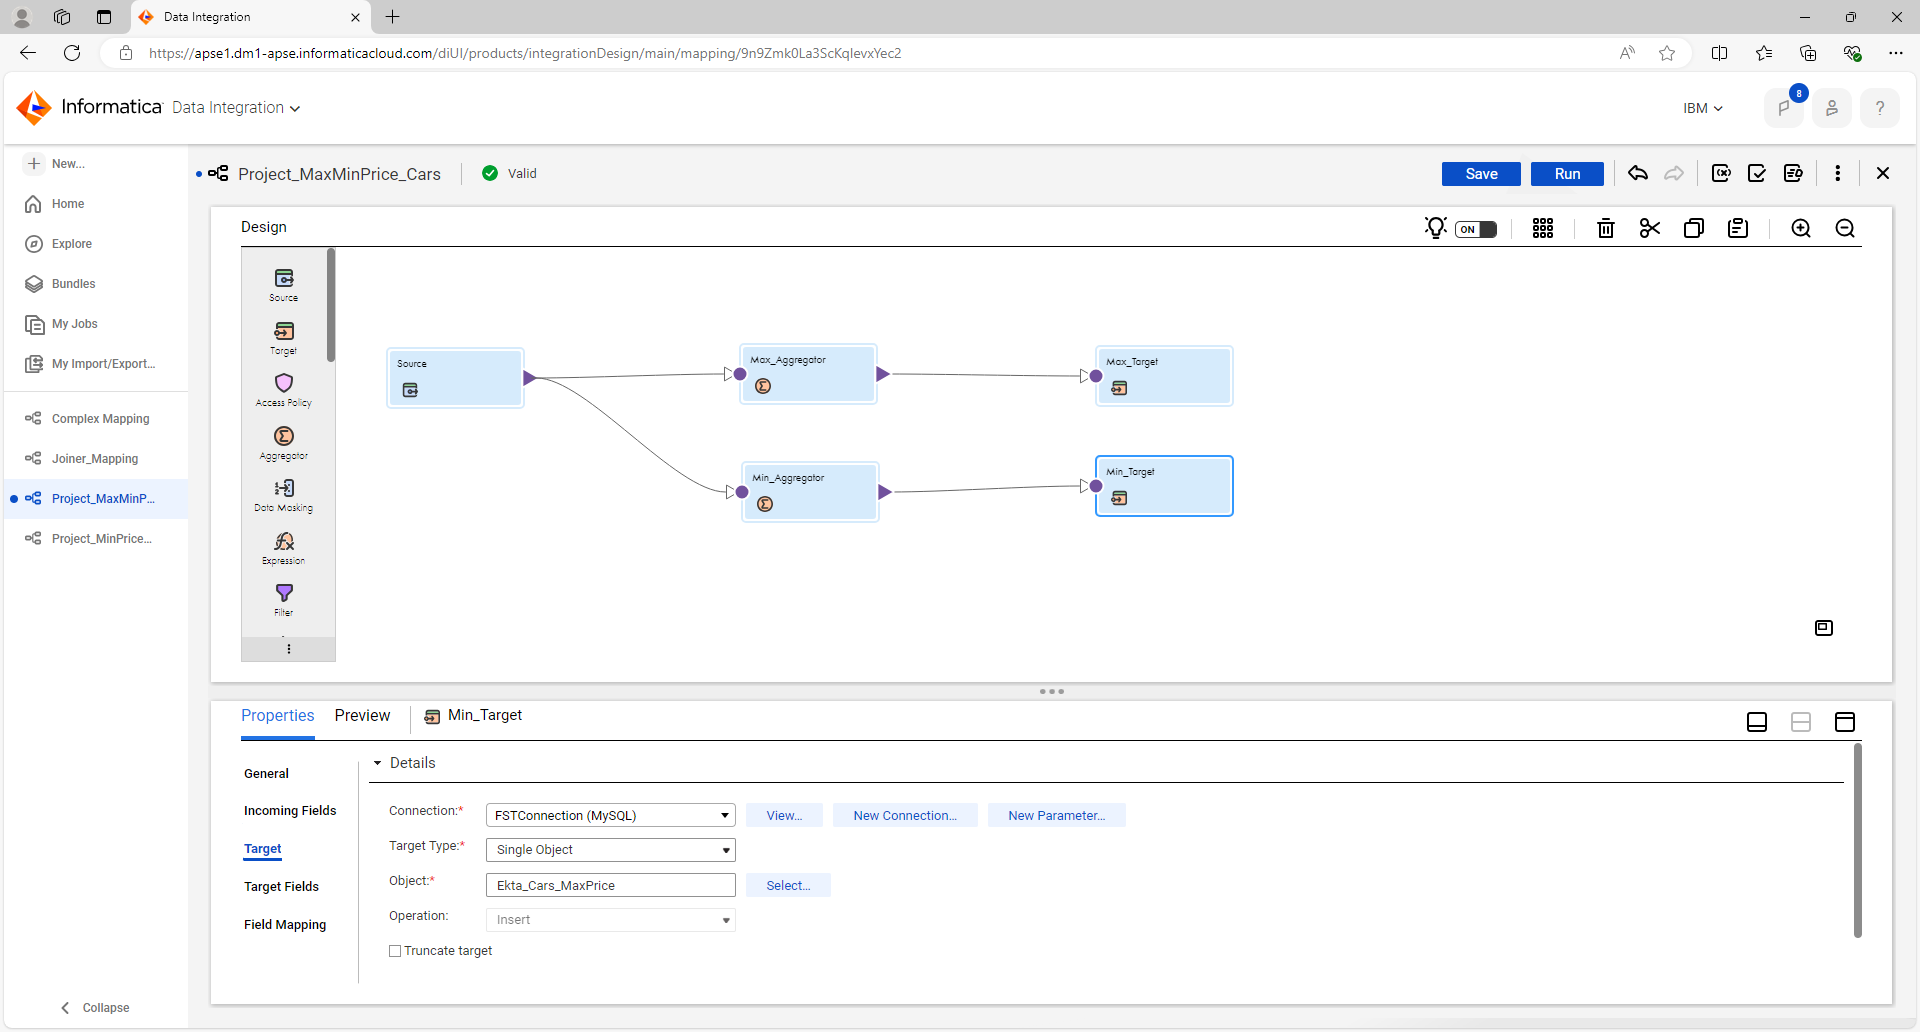 Data Integration
https://apse1.dm1-apse.informaticacloud.com/diUI/products/integrationDesign/main/mapping/9n9Zmk0La3ScKqlevxYec2
Informatica Data Integration
IBM
8
?
New...
Home
Explore
Bundles
My Jobs
My Import/Export...
Complex Mapping
Joiner_Mapping
Project_MaxMinP...
Project_MinPrice...
Collapse
Project_MaxMinPrice_Cars
Valid
Save
Run
Design
ON
Source
Target
Access Policy
Aggregator
Data Masking
Expression
Filter
Source
Max_Aggregator
Max_Target
Min_Aggregator
Min_Target
Properties
Preview
Min_Target
General
Incoming Fields
Target
Target Fields
Field Mapping
Details
Connection:* FSTConnection (MySQL) View... New Connection... New Parameter...
Target Type:* Single Object
Object:* Ekta_Cars_MaxPrice Select...
Operation: Insert
Truncate target